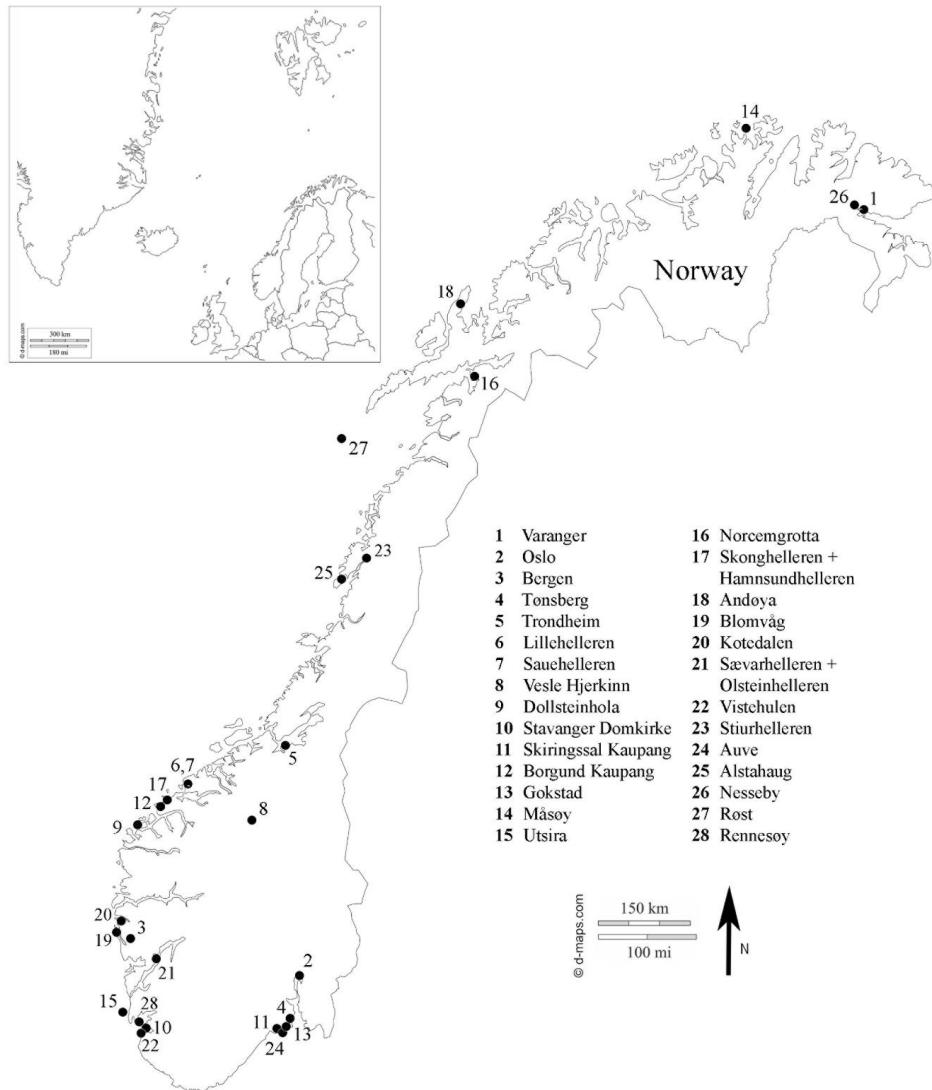 300 km
180 mi
© d-maps.com
14
26
1
Norway
18
16
27
23
25
5
6,7
17
12
8
9
20
19
3
21
2
15
28
10
22
4
11
13
24
1 Varanger
2 Oslo
3 Bergen
4 Tønsberg
5 Trondheim
6 Lillehelleren
7 Sauehelleren
8 Vesle Hjerkinn
9 Dollsteinhola
10 Stavanger Domkirke
11 Skiringssal Kaupang
12 Borgund Kaupang
13 Gokstad
14 Måsøy
15 Utsira
16 Norcemgrotta
17 Skonghelleren +
Hamnsundhelleren
18 Andøya
19 Blomvåg
20 Kotedalen
21 Sævarhelleren +
Olsteinhelleren
22 Vistehulen
23 Stiurhelleren
24 Auve
25 Alstahaug
26 Nesseby
27 Røst
28 Rennesøy
© d-maps.com
150 km
100 mi
N